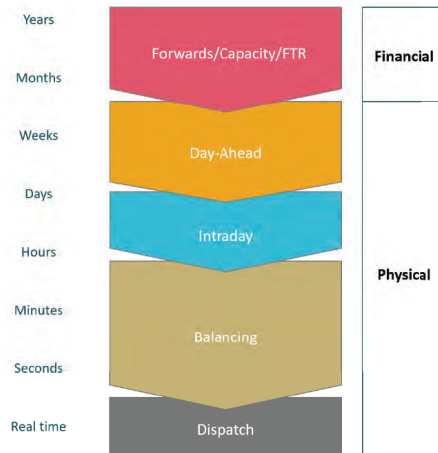 Years
Forwards/Capacity/FTR
Financial
Months
Weeks
Day-Ahead
Days
Intraday
Hours
Physical
Minutes
Balancing
Seconds
Real time
Dispatch